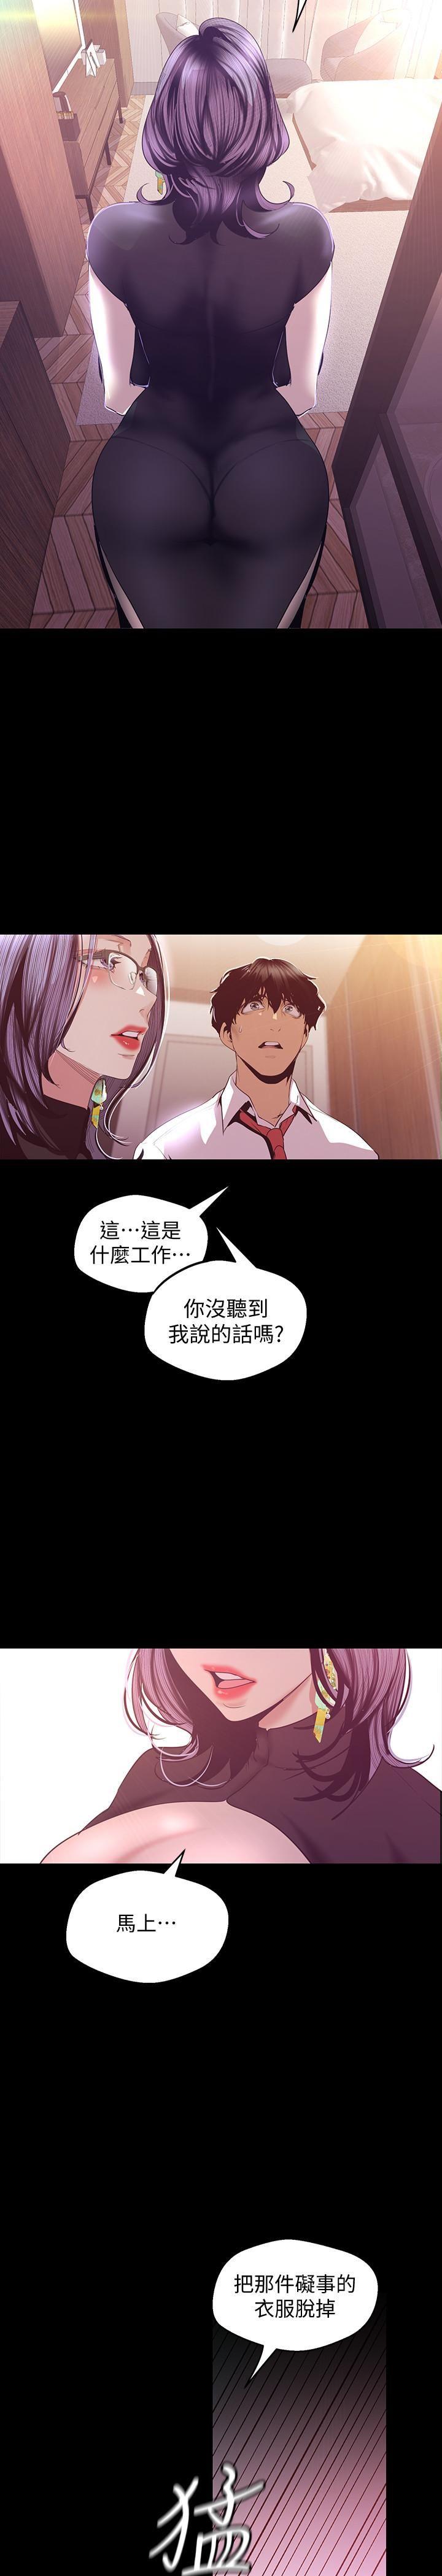 這⋯這是
什麼工作⋯
你沒聽到
我說的話嗎?
馬上⋯
把那件礙事的
衣服脫掉
猛